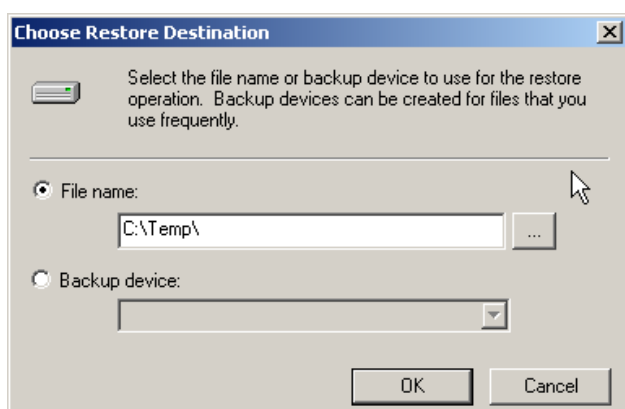 Choose Restore Destination
Select the file name or backup device to use for the restore
operation. Backup devices can be created for files that you
use frequently.
File name:
C:\Temp\
...
Backup device:
OK Cancel